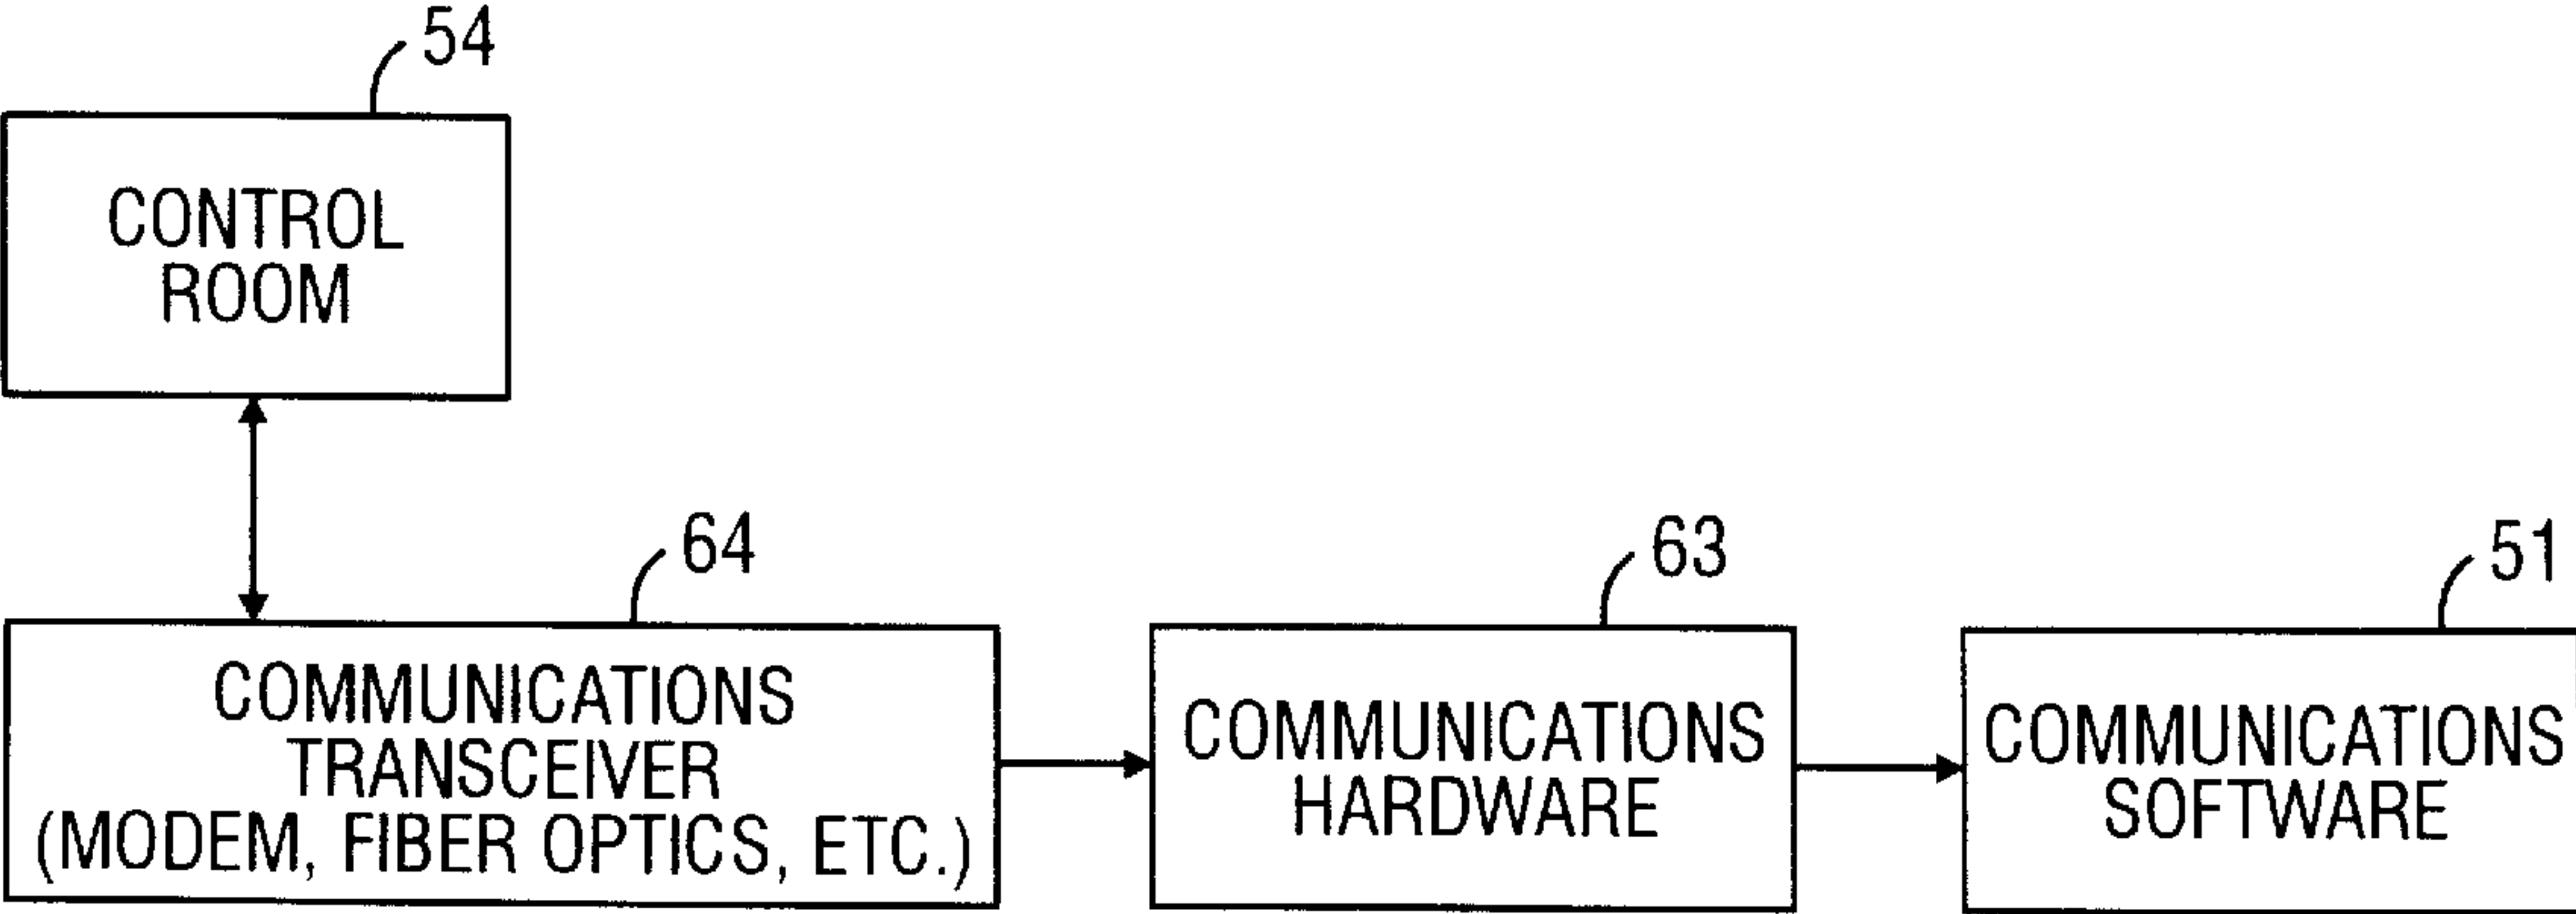 54
CONTROL
ROOM
64
COMMUNICATIONS
TRANSCEIVER
(MODEM, FIBER OPTICS, ETC.)
63
COMMUNICATIONS
HARDWARE
51
COMMUNICATIONS
SOFTWARE